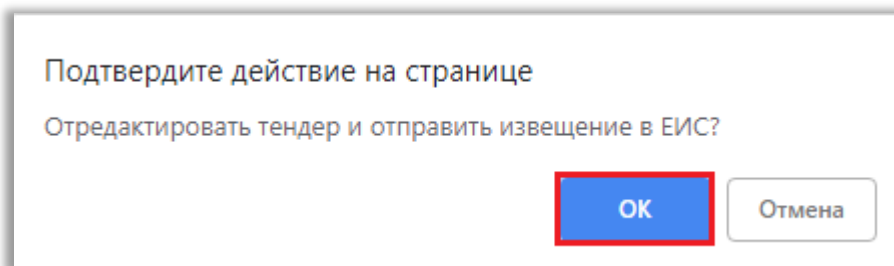 Подтвердите действие на странице
Отредактировать тендер и отправить извещение в ЕИС?
ОК Отмена